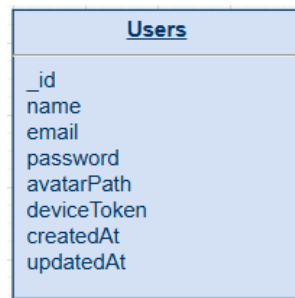 Users
_id
name
email
password
avatarPath
deviceToken
createdAt
updatedAt